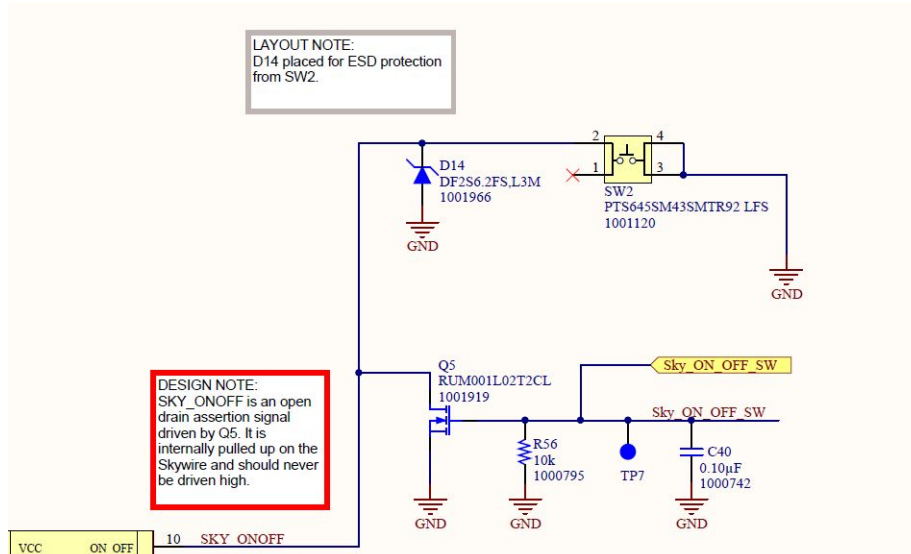 LAYOUT NOTE:
D14 placed for ESD protection
from SW2.
2
4
1
3
D14
DF2S6.2FS,L3M
1001966
GND
SW2
PTS645SM43SMTR92 LFS
1001120
GND
DESIGN NOTE:
SKY_ONOFF is an open
drain assertion signal
driven by Q5. It is
internally pulled up on the
Skywire and should never
be driven high.
Q5
RUM001L02T2CL
1001919
Sky_ON_OFF_SW
Sky_ON_OFF_SW
R56
10k
1000795
TP7
C40
0.10µF
1000742
GND
GND
GND
VCC ON_OFF 10 SKY_ONOFF